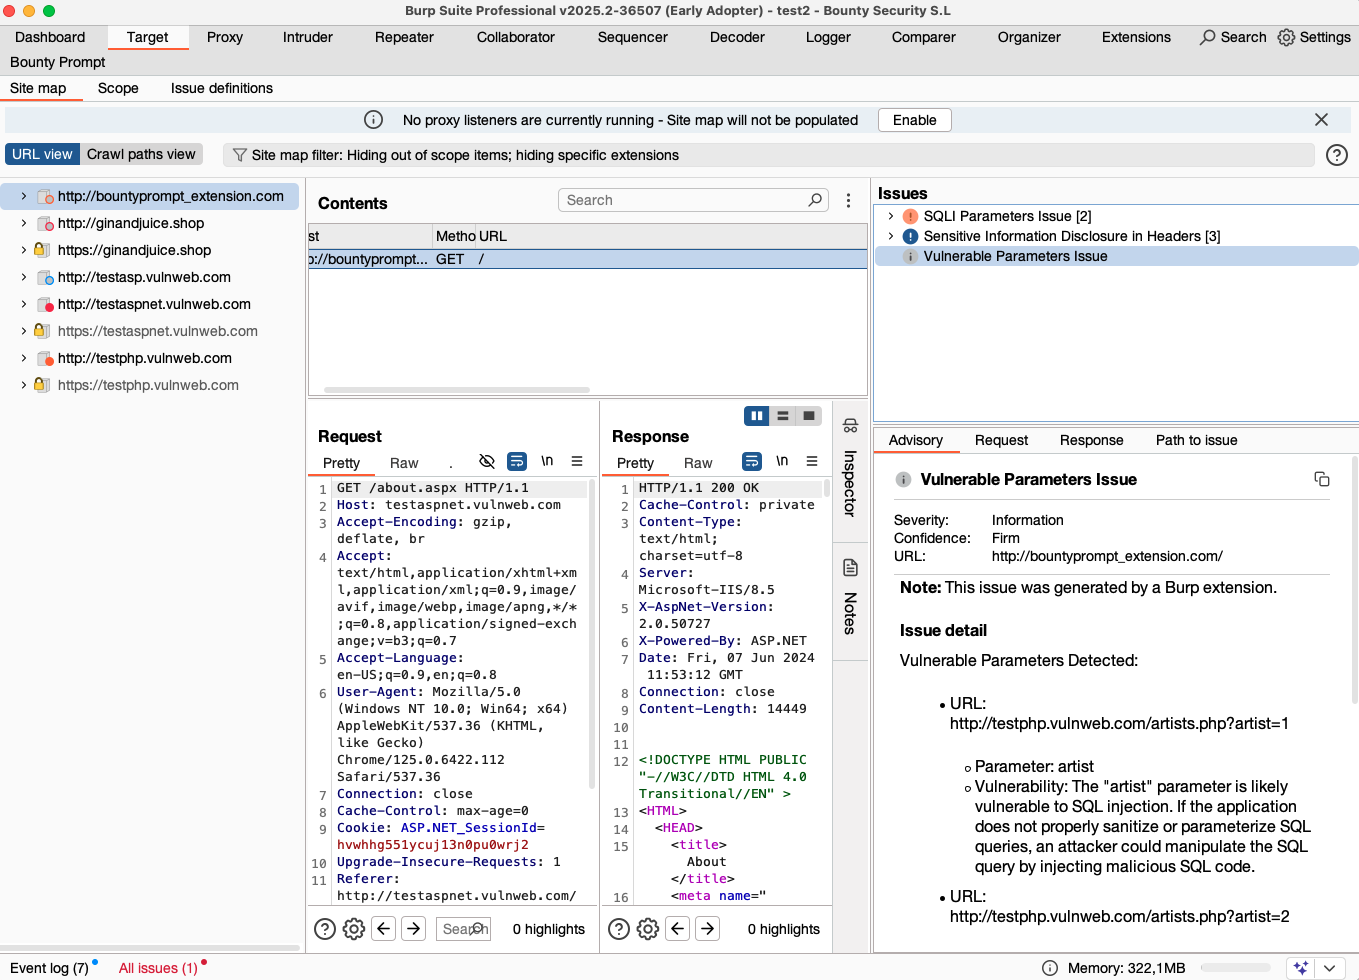 Burp Suite Professional v2025.2-36507 (Early Adopter) - test2 - Bounty Security S.L
Dashboard Target Proxy Intruder Repeater Collaborator Sequencer Decoder Logger Comparer Organizer Extensions Search Settings
Bounty Prompt
Site map Scope Issue definitions
No proxy listeners are currently running - Site map will not be populated Enable
URL view Crawl paths view Site map filter: Hiding out of scope items; hiding specific extensions
http://bountyprompt_extension.com
http://ginandjuice.shop
https://ginandjuice.shop
http://testasp.vulnweb.com
http://testaspnet.vulnweb.com
https://testaspnet.vulnweb.com
http://testphp.vulnweb.com
https://testphp.vulnweb.com
Contents Search
st Metho URL
o://bountyprompt... GET /
Issues
SQLI Parameters Issue [2]
Sensitive Information Disclosure in Headers [3]
Vulnerable Parameters Issue
Request
Pretty Raw . \n
1 GET /about.aspx HTTP/1.1
2 Host: testaspnet.vulnweb.com
3 Accept-Encoding: gzip,
deflate, br
4 Accept:
text/html,application/xhtml+xm
l,application/xml;q=0.9,image/
avif,image/webp,image/apng,*/*
;q=0.8,application/signed-exch
ange;v=b3;q=0.7
5 Accept-Language:
en-US;q=0.9,en;q=0.8
6 User-Agent: Mozilla/5.0
(Windows NT 10.0; Win64; x64)
AppleWebKit/537.36 (KHTML,
like Gecko)
Chrome/125.0.6422.112
Safari/537.36
7 Connection: close
8 Cache-Control: max-age=0
9 Cookie: ASP.NET_SessionId=
hvwhhg551ycuj13n0pu0wrj2
10 Upgrade-Insecure-Requests: 1
11 Referer:
http://testaspnet.vulnweb.com/
Search 0 highlights
Response
Pretty Raw \n
1 HTTP/1.1 200 OK
2 Cache-Control: private
3 Content-Type:
text/html;
charset=utf-8
4 Server:
Microsoft-IIS/8.5
5 X-AspNet-Version:
2.0.50727
6 X-Powered-By: ASP.NET
7 Date: Fri, 07 Jun 2024
11:53:12 GMT
8 Connection: close
9 Content-Length: 14449
10
11
12 <!DOCTYPE HTML PUBLIC
"-//W3C//DTD HTML 4.0
Transitional//EN" >
13 <HTML>
14 <HEAD>
15 <title>
About
</title>
16 <meta name="
0 highlights
Inspector
Notes
Advisory Request Response Path to issue
Vulnerable Parameters Issue
Severity: Information
Confidence: Firm
URL: http://bountyprompt_extension.com/
Note: This issue was generated by a Burp extension.
Issue detail
Vulnerable Parameters Detected:
URL:
http://testphp.vulnweb.com/artists.php?artist=1
Parameter: artist
Vulnerability: The "artist" parameter is likely
vulnerable to SQL injection. If the application
does not properly sanitize or parameterize SQL
queries, an attacker could manipulate the SQL
query by injecting malicious SQL code.
URL:
http://testphp.vulnweb.com/artists.php?artist=2
Event log (7) All issues (1) Memory: 322,1MB